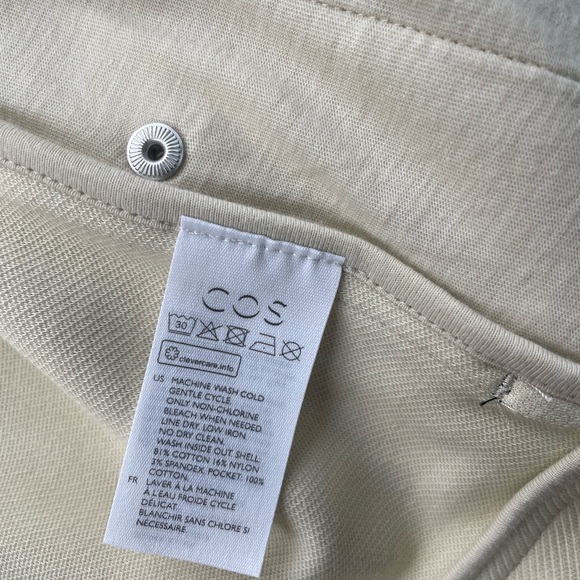 COS
30
clevercare.info
US MACHINE WASH COLD
GENTLE CYCLE.
ONLY NON-CHLORINE
BLEACH WHEN NEEDED.
LINE DRY. LOW IRON.
NO DRY CLEAN.
WASH INSIDE OUT. SHELL.
81% COTTON 16% NYLON
3% SPANDEX. POCKET. 100%
COTTON.
FR LAVER À LA MACHINE
À L'EAU FROIDE CYCLE
DÉLICAT.
BLANCHIR SANS CHLORE SI
NÉCESSAIRE.